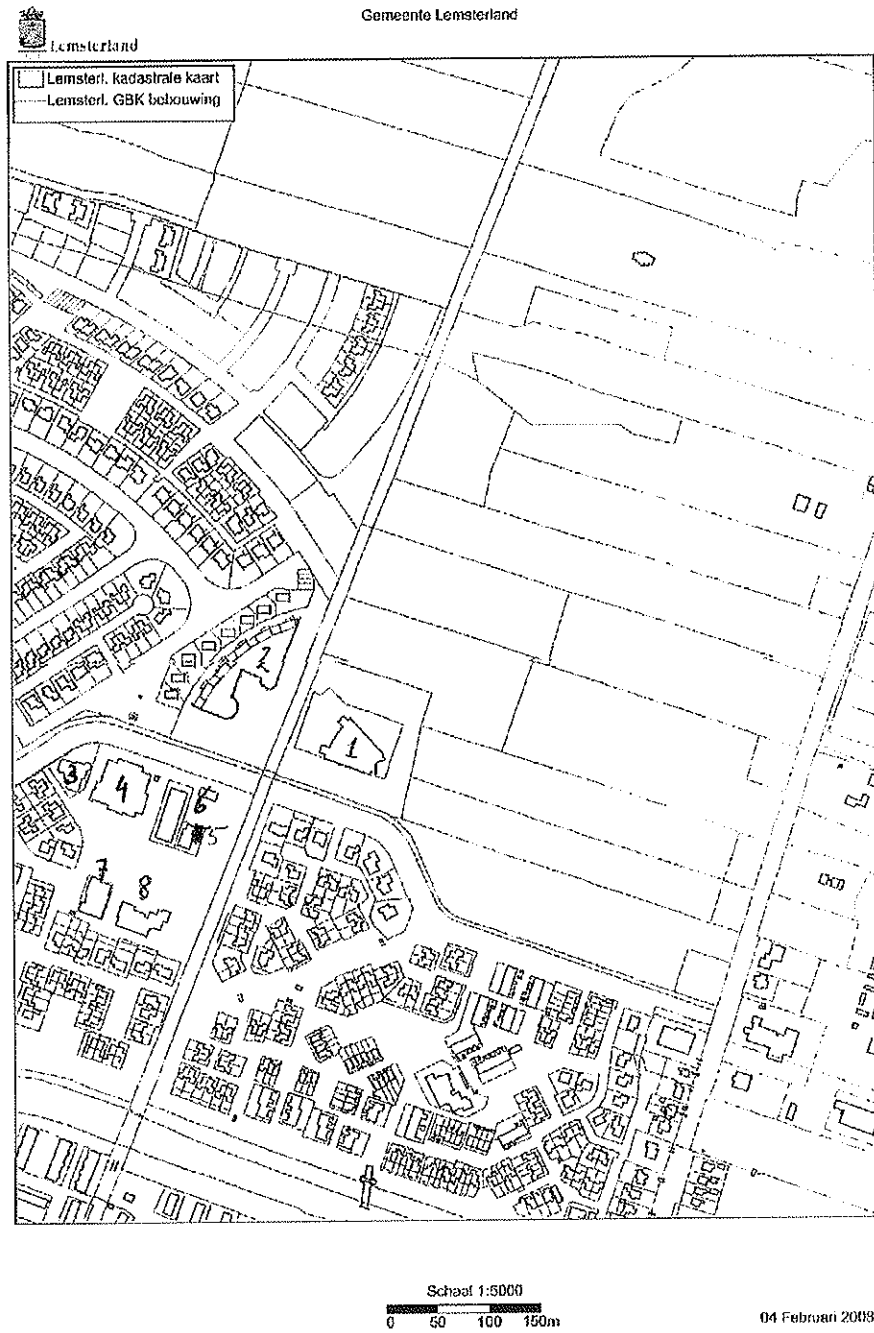 Gemeente Lemsterland
Lemsterland
Lemsterl. kadastrale kaart
Lemsterl. GBK bebouwing
2
1
3
4
6
5
7
8
Schaal 1:5000
0 50 100 150m
04 Februari 2008